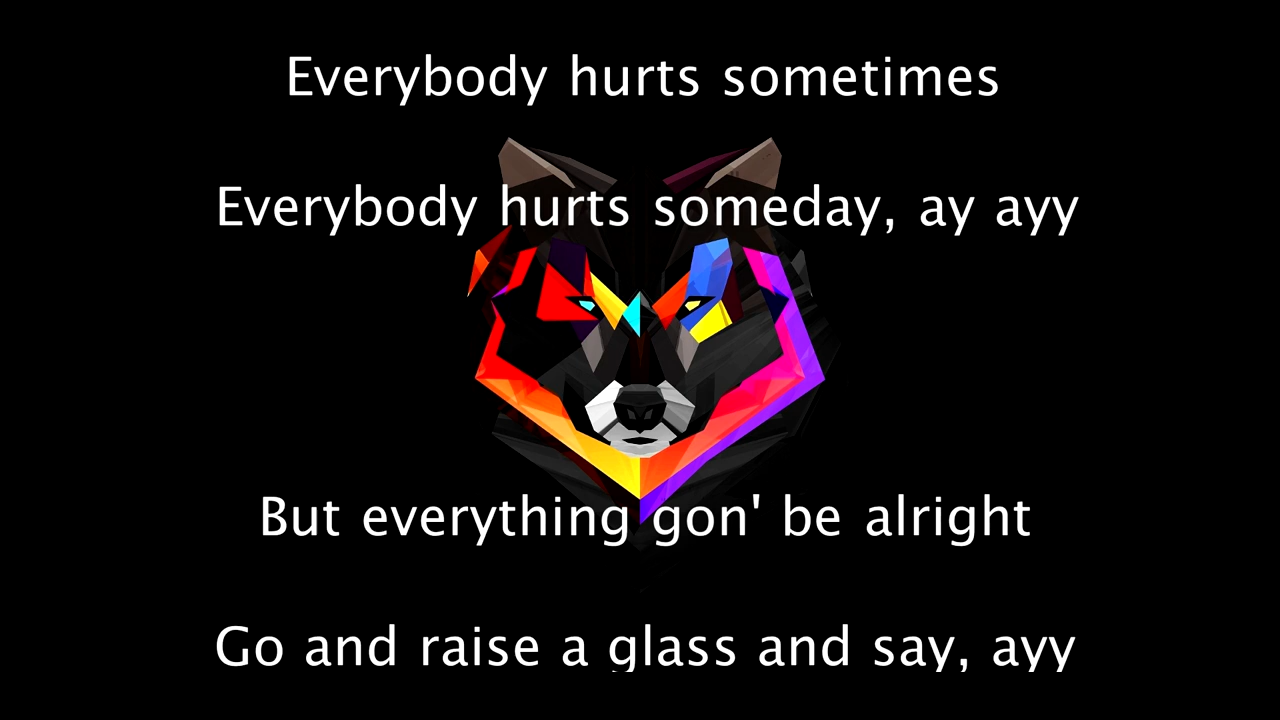 Everybody hurts sometimes
Everybody hurts someday, ay ayy
But everything gon' be alright
Go and raise a glass and say, ayy